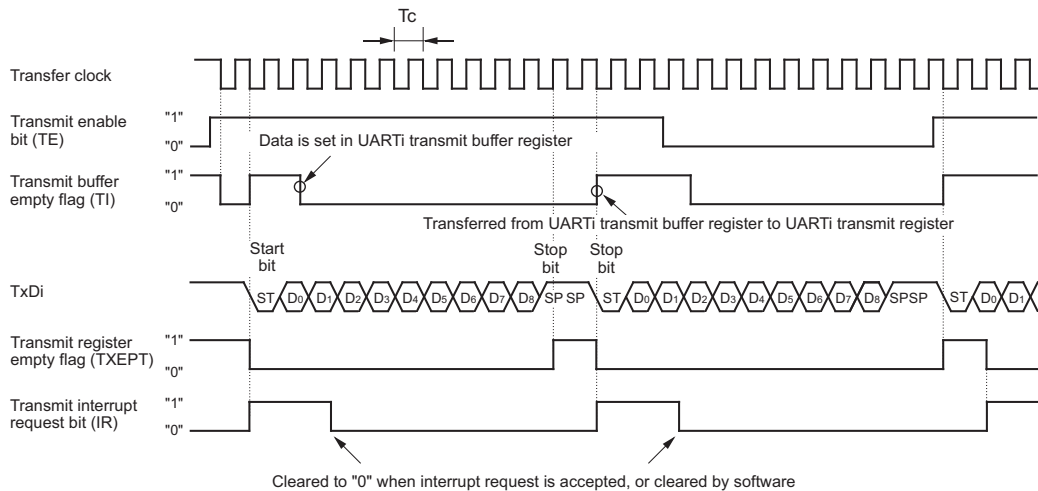 Tc
Transfer clock
Transmit enable
bit (TE)
"1"
"0"
Data is set in UARTi transmit buffer register
Transmit buffer
empty flag (TI)
"1"
"0"
Transferred from UARTi transmit buffer register to UARTi transmit register
Start
bit
Stop
bit
Stop
bit
TxDi
ST D0 D1 D2 D3 D4 D5 D6 D7 D8 SP SP ST D0 D1 D2 D3 D4 D5 D6 D7 D8 SPSP ST D0 D1
Transmit register
empty flag (TXEPT)
"1"
"0"
Transmit interrupt
request bit (IR)
"1"
"0"
Cleared to "0" when interrupt request is accepted, or cleared by software